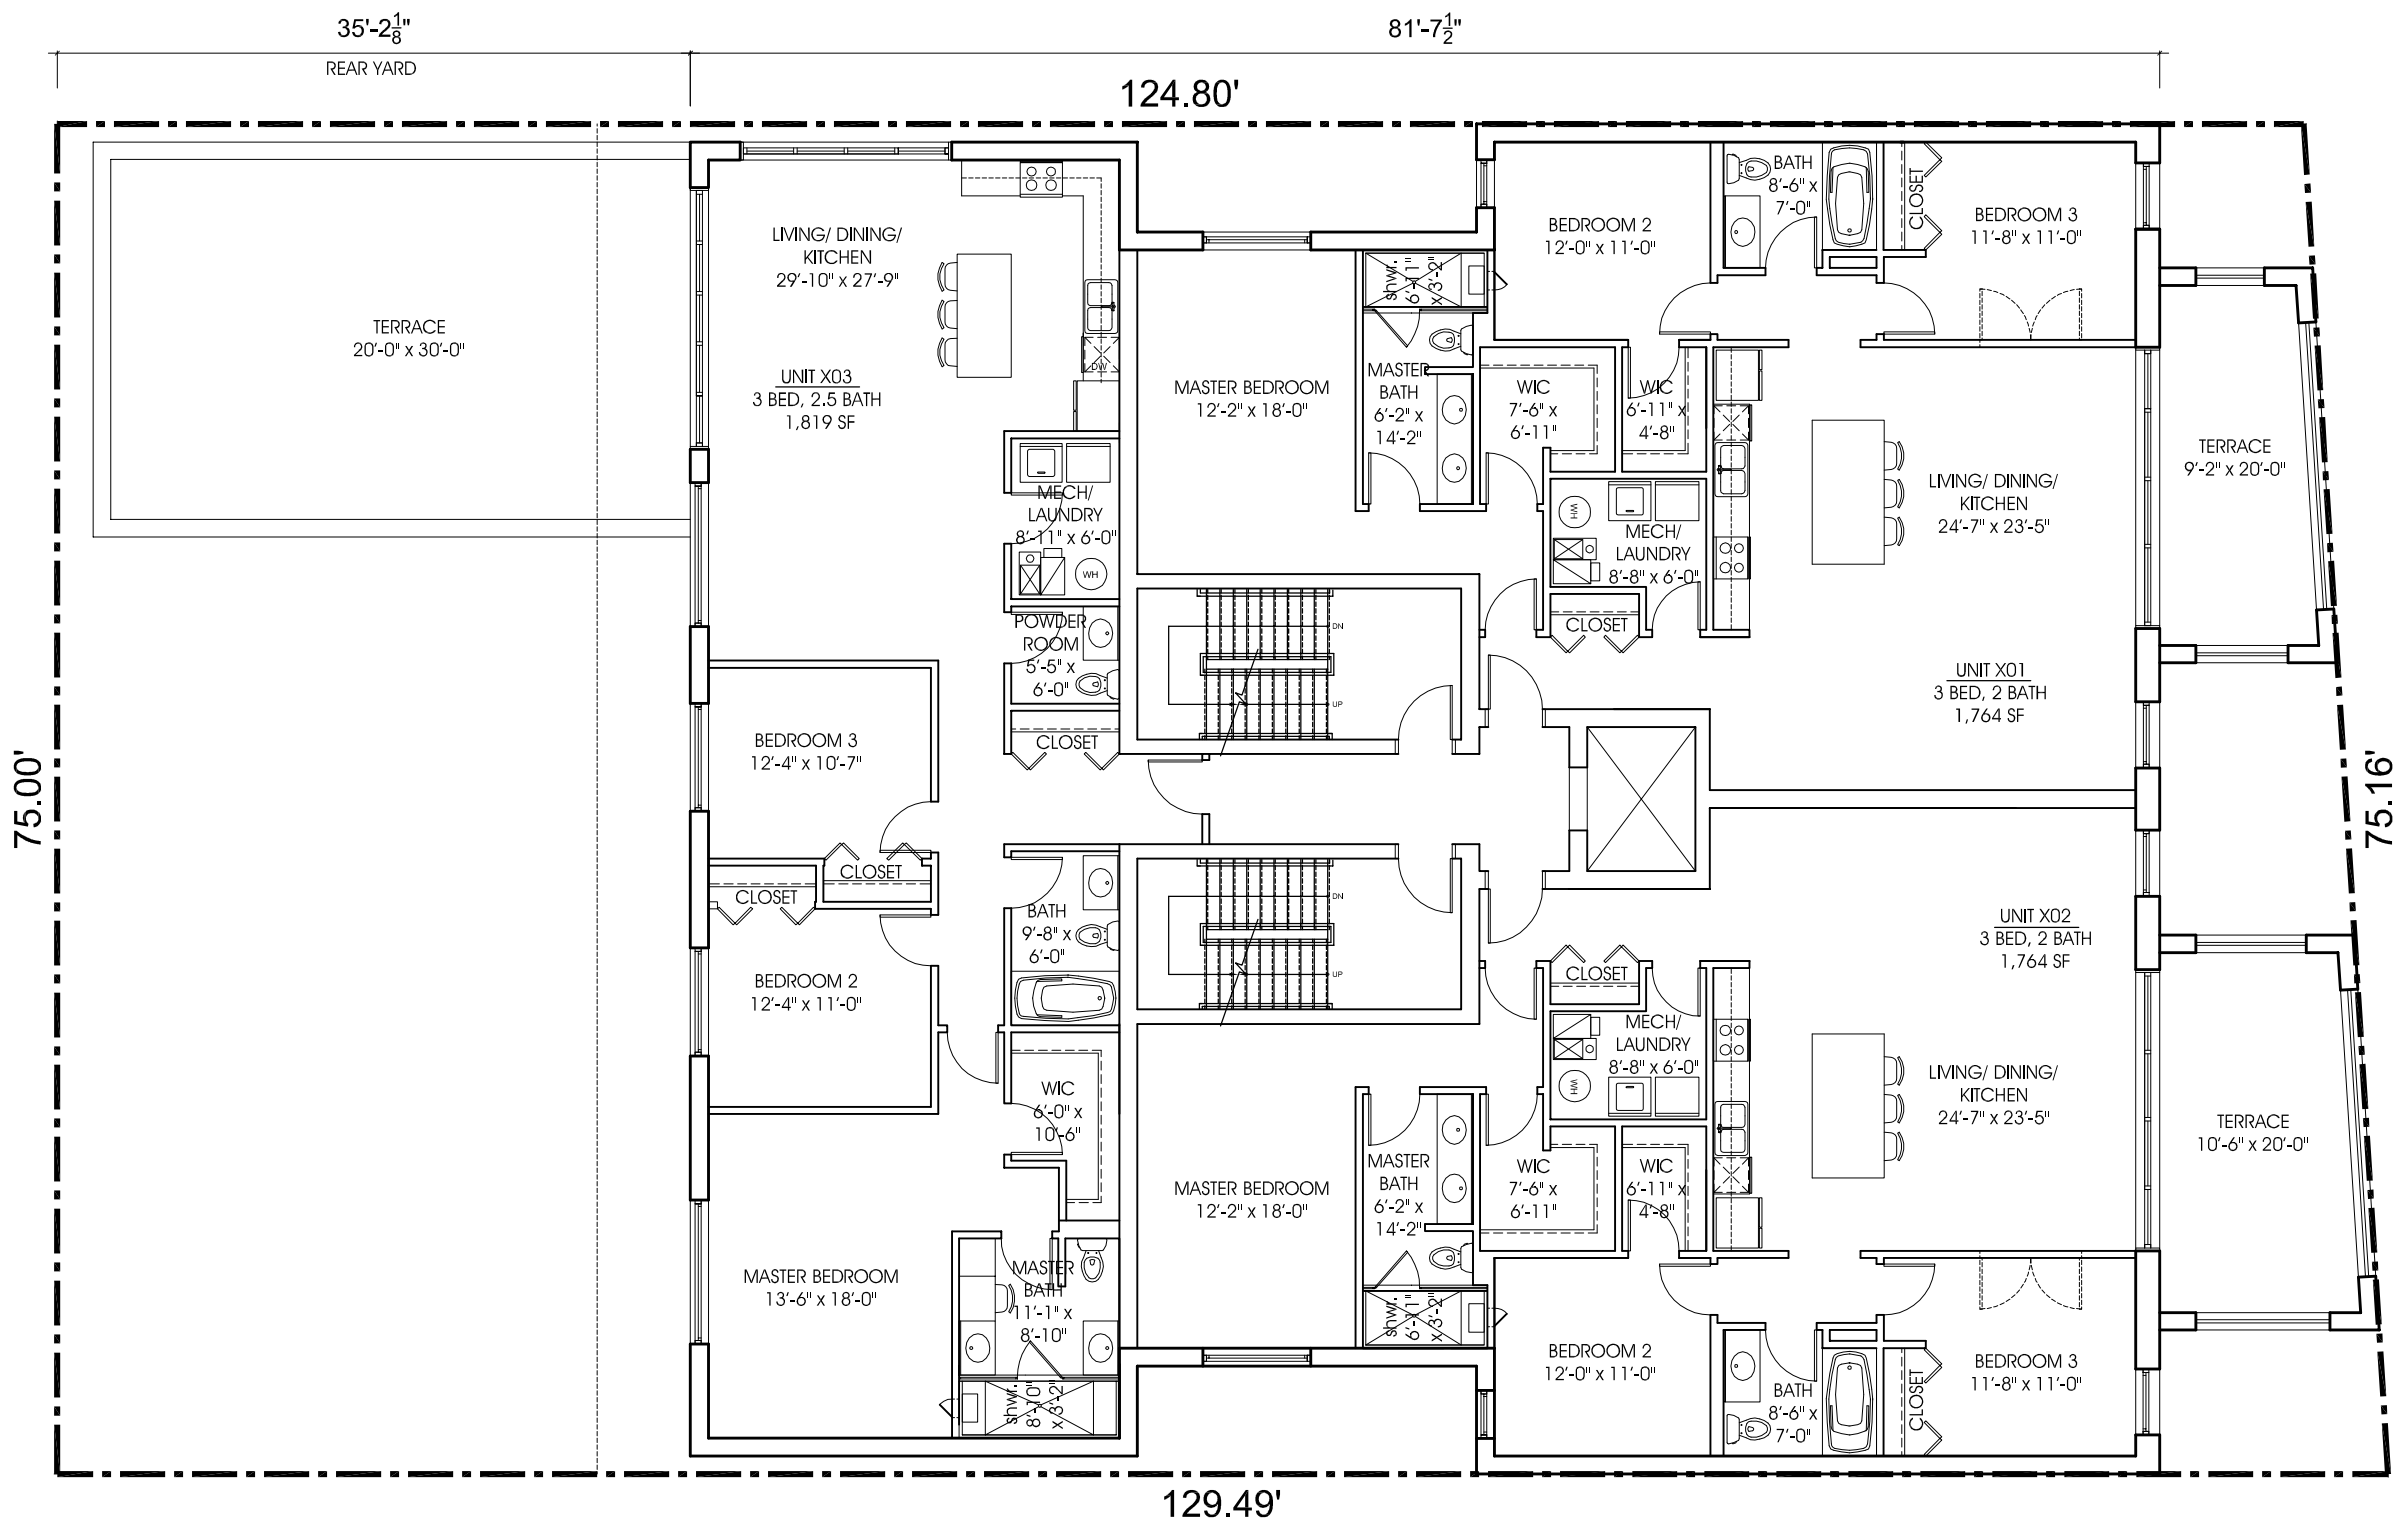 35'-2 1/8"
REAR YARD
81'-7 1/2"
124.80'
75.00'
75.16'
129.49'
TERRACE
20'-0" x 30'-0"
LIVING/ DINING/
KITCHEN
29'-10" x 27'-9"
UNIT X03
3 BED, 2.5 BATH
1,819 SF
DW
MECH/
LAUNDRY
8'-11" x 6'-0"
WH
POWDER
ROOM
5'-5" x
6'-0"
CLOSET
BEDROOM 3
12'-4" x 10'-7"
CLOSET
CLOSET
BEDROOM 2
12'-4" x 11'-0"
BATH
9'-8" x
6'-0"
WIC
6'-0" x
10'-6"
MASTER BEDROOM
13'-6" x 18'-0"
MASTER
BATH
11'-1" x
8'-10"
shwr.
8'-10"
x 3'-2"
MASTER BEDROOM
12'-2" x 18'-0"
shwr.
6'-11"
x 3'-2"
MASTER
BATH
6'-2" x
14'-2"
WIC
7'-6" x
6'-11"
WIC
6'-11" x
4'-8"
BEDROOM 2
12'-0" x 11'-0"
BATH
8'-6" x
7'-0"
CLOSET
BEDROOM 3
11'-8" x 11'-0"
WH
MECH/
LAUNDRY
8'-8" x 6'-0"
CLOSET
LIVING/ DINING/
KITCHEN
24'-7" x 23'-5"
TERRACE
9'-2" x 20'-0"
UNIT X01
3 BED, 2 BATH
1,764 SF
DN
UP
DN
UP
UNIT X02
3 BED, 2 BATH
1,764 SF
CLOSET
MECH/
LAUNDRY
8'-8" x 6'-0"
WH
LIVING/ DINING/
KITCHEN
24'-7" x 23'-5"
TERRACE
10'-6" x 20'-0"
MASTER BEDROOM
12'-2" x 18'-0"
MASTER
BATH
6'-2" x
14'-2"
shwr.
6'-11"
x 3'-2"
WIC
7'-6" x
6'-11"
WIC
6'-11" x
4'-8"
BEDROOM 2
12'-0" x 11'-0"
BATH
8'-6" x
7'-0"
CLOSET
BEDROOM 3
11'-8" x 11'-0"